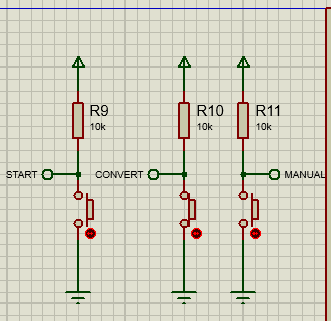 R9
10k
R10
10k
R11
10k
START
CONVERT
MANUAL